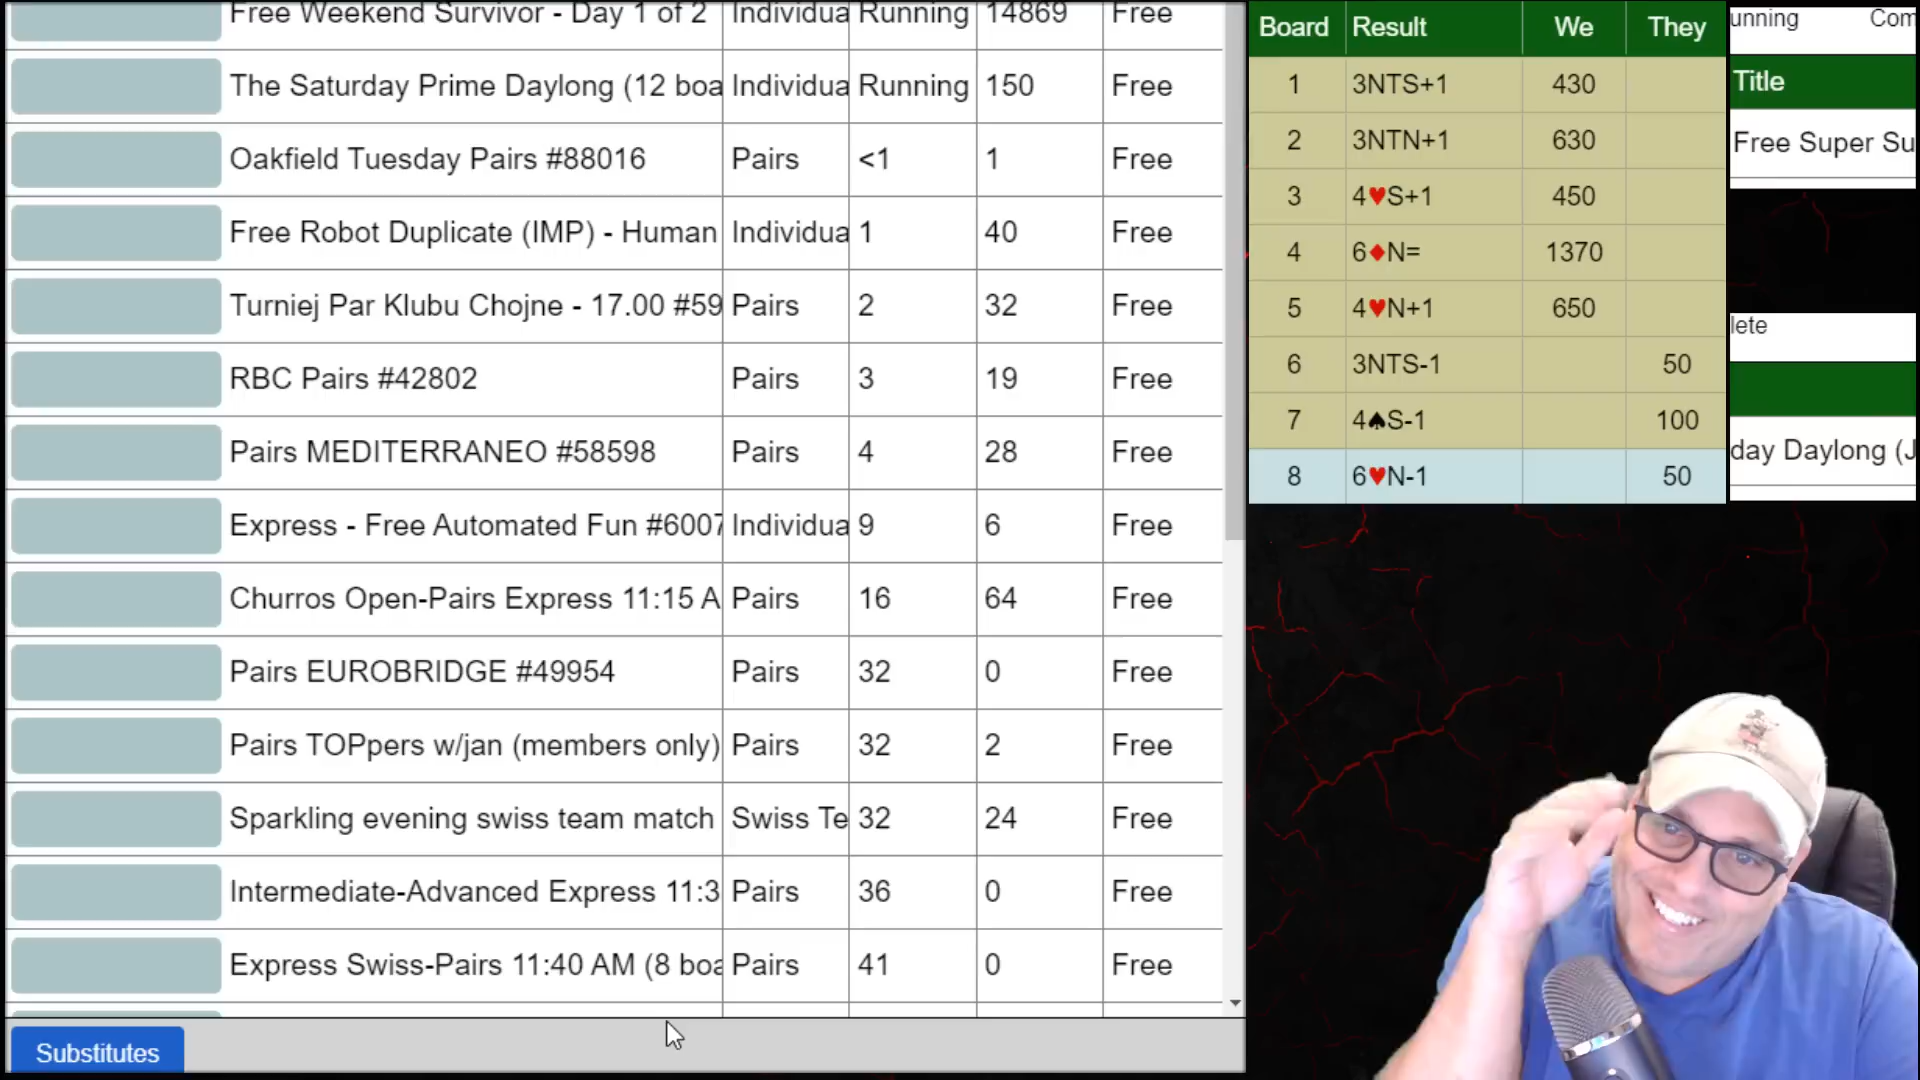 Free Weekend Survivor - Day 1 of 2 Individua Running 14869 Free
The Saturday Prime Daylong (12 boa Individua Running 150 Free
Oakfield Tuesday Pairs #88016 Pairs <1 1 Free
Free Robot Duplicate (IMP) - Human Individua 1 40 Free
Turniej Par Klubu Chojne - 17.00 #59 Pairs 2 32 Free
RBC Pairs #42802 Pairs 3 19 Free
Pairs MEDITERRANEO #58598 Pairs 4 28 Free
Express - Free Automated Fun #6007 Individua 9 6 Free
Churros Open-Pairs Express 11:15 A Pairs 16 64 Free
Pairs EUROBRIDGE #49954 Pairs 32 0 Free
Pairs TOPpers w/jan (members only) Pairs 32 2 Free
Sparkling evening swiss team match Swiss Te 32 24 Free
Intermediate-Advanced Express 11:3 Pairs 36 0 Free
Express Swiss-Pairs 11:40 AM (8 boa Pairs 41 0 Free
Substitutes
Board Result We They
1 3NTS+1 430
2 3NTN+1 630
3 4♥S+1 450
4 6♦N= 1370
5 4♥N+1 650
6 3NTS-1 50
7 4♠S-1 100
8 6♥N-1 50
unning Com
Title
Free Super Su
lete
day Daylong (J